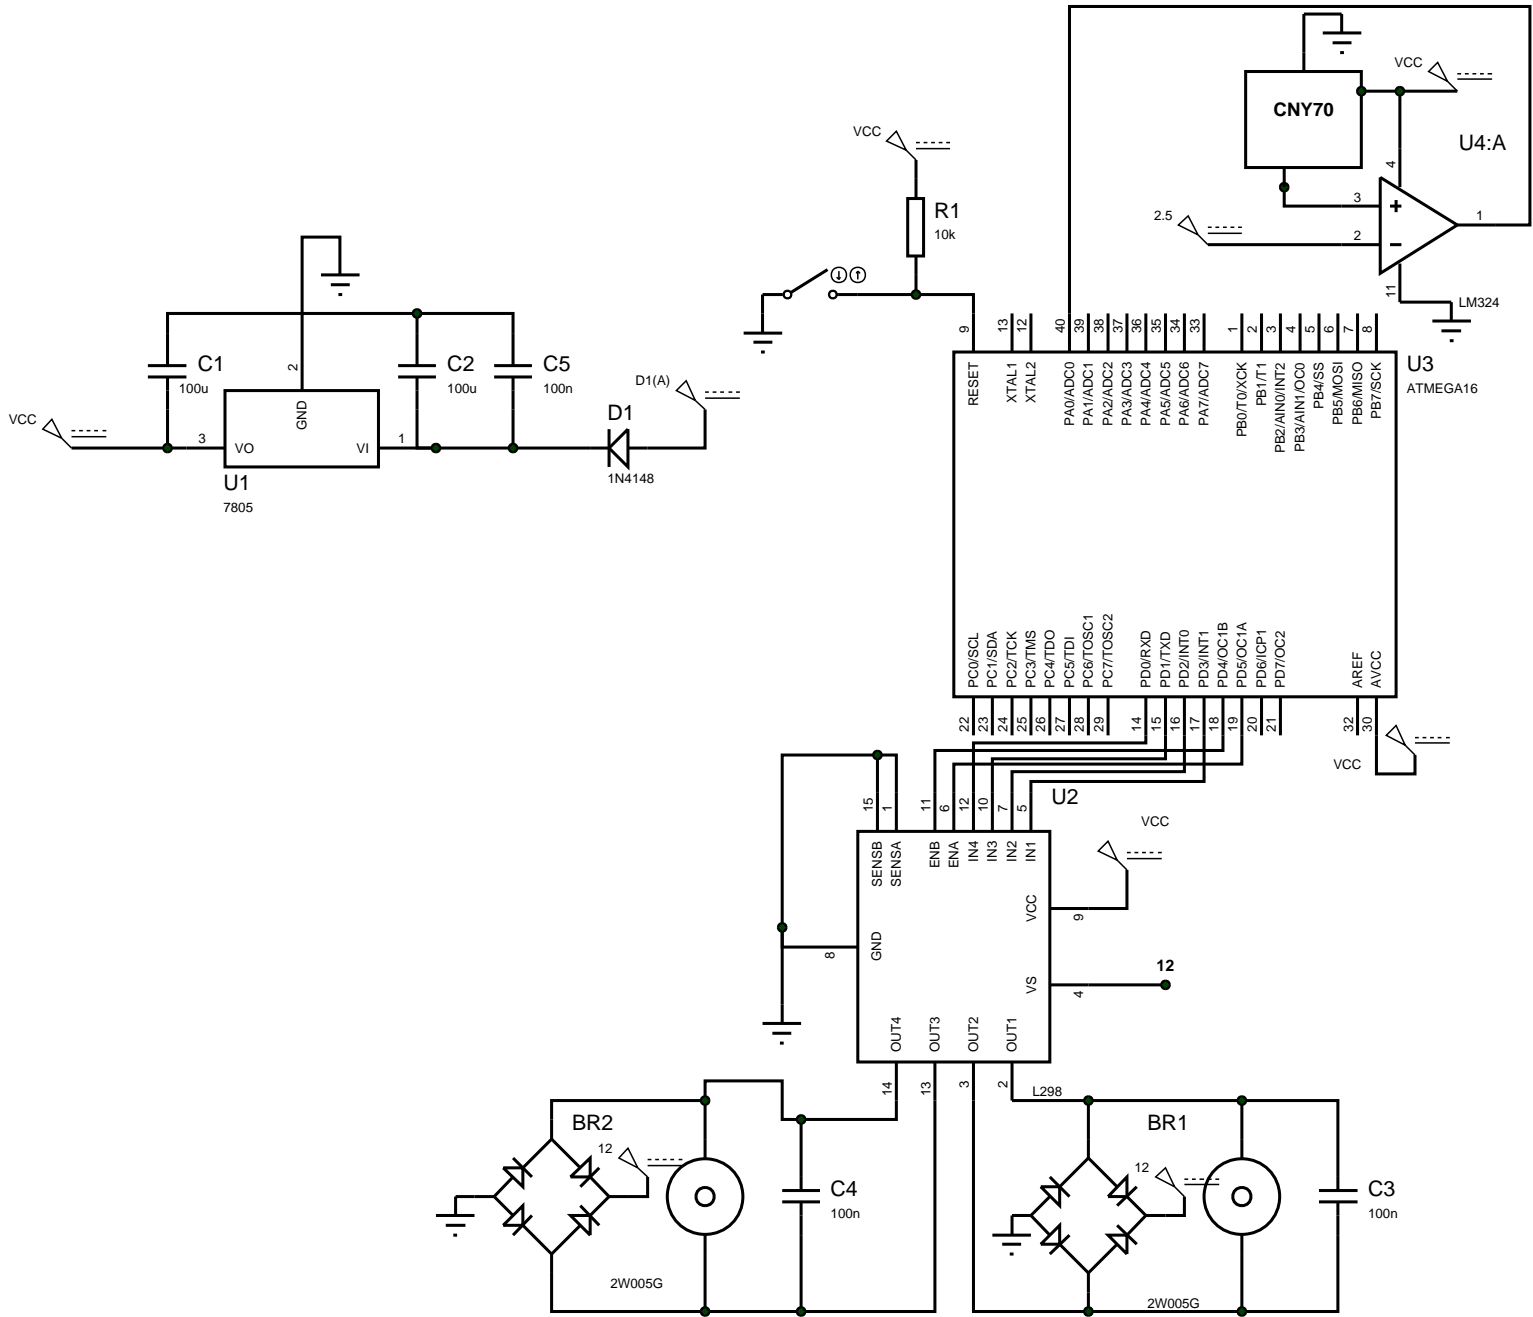 VCC
CNY70
U4:A
4
3
2
1
11
2.5
LM324
VCC
R1
10k
9
13
12
40
39
38
37
36
35
34
33
1
2
3
4
5
6
7
8
U3
ATMEGA16
RESET
XTAL1
XTAL2
PA0/ADC0
PA1/ADC1
PA2/ADC2
PA3/ADC3
PA4/ADC4
PA5/ADC5
PA6/ADC6
PA7/ADC7
PB0/T0/XCK
PB1/T1
PB2/AIN0/INT2
PB3/AIN1/OC0
PB4/SS
PB5/MOSI
PB6/MISO
PB7/SCK
C1
100u
2
C2
100u
C5
100n
D1(A)
VCC
3
VO
GND
VI
1
D1
1N4148
U1
7805
PC0/SCL
PC1/SDA
PC2/TCK
PC3/TMS
PC4/TDO
PC5/TDI
PC6/TOSC1
PC7/TOSC2
PD0/RXD
PD1/TXD
PD2/INT0
PD3/INT1
PD4/OC1B
PD5/OC1A
PD6/ICP1
PD7/OC2
AREF
AVCC
22
23
24
25
26
27
28
29
14
15
16
17
18
19
20
21
32
30
VCC
15
1
11
6
12
10
7
5
U2
SENSB
SENSA
ENB
ENA
IN4
IN3
IN2
IN1
VCC
VCC
9
8
GND
12
VS
4
OUT4
OUT3
OUT2
OUT1
14
13
3
2
L298
BR2
12
C4
100n
2W005G
BR1
12
C3
100n
2W005G